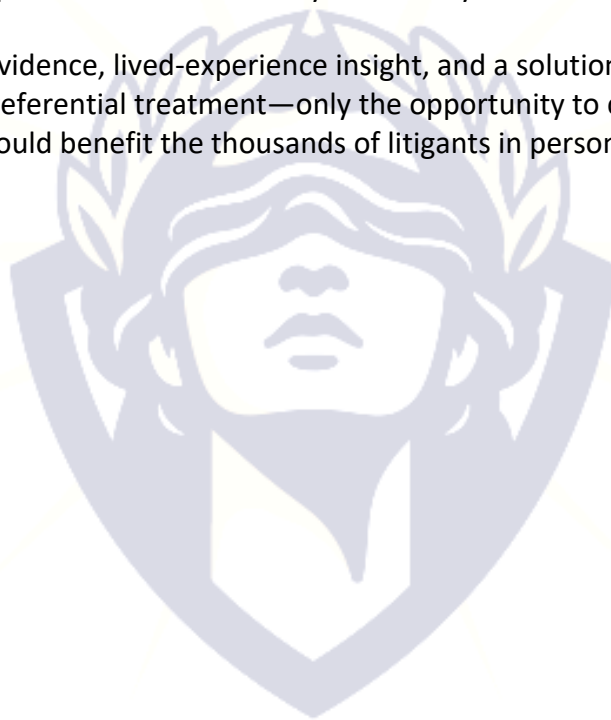 vidence, lived-experience insight, and a solution
eferential treatment—only the opportunity to
ould benefit the thousands of litigants in person